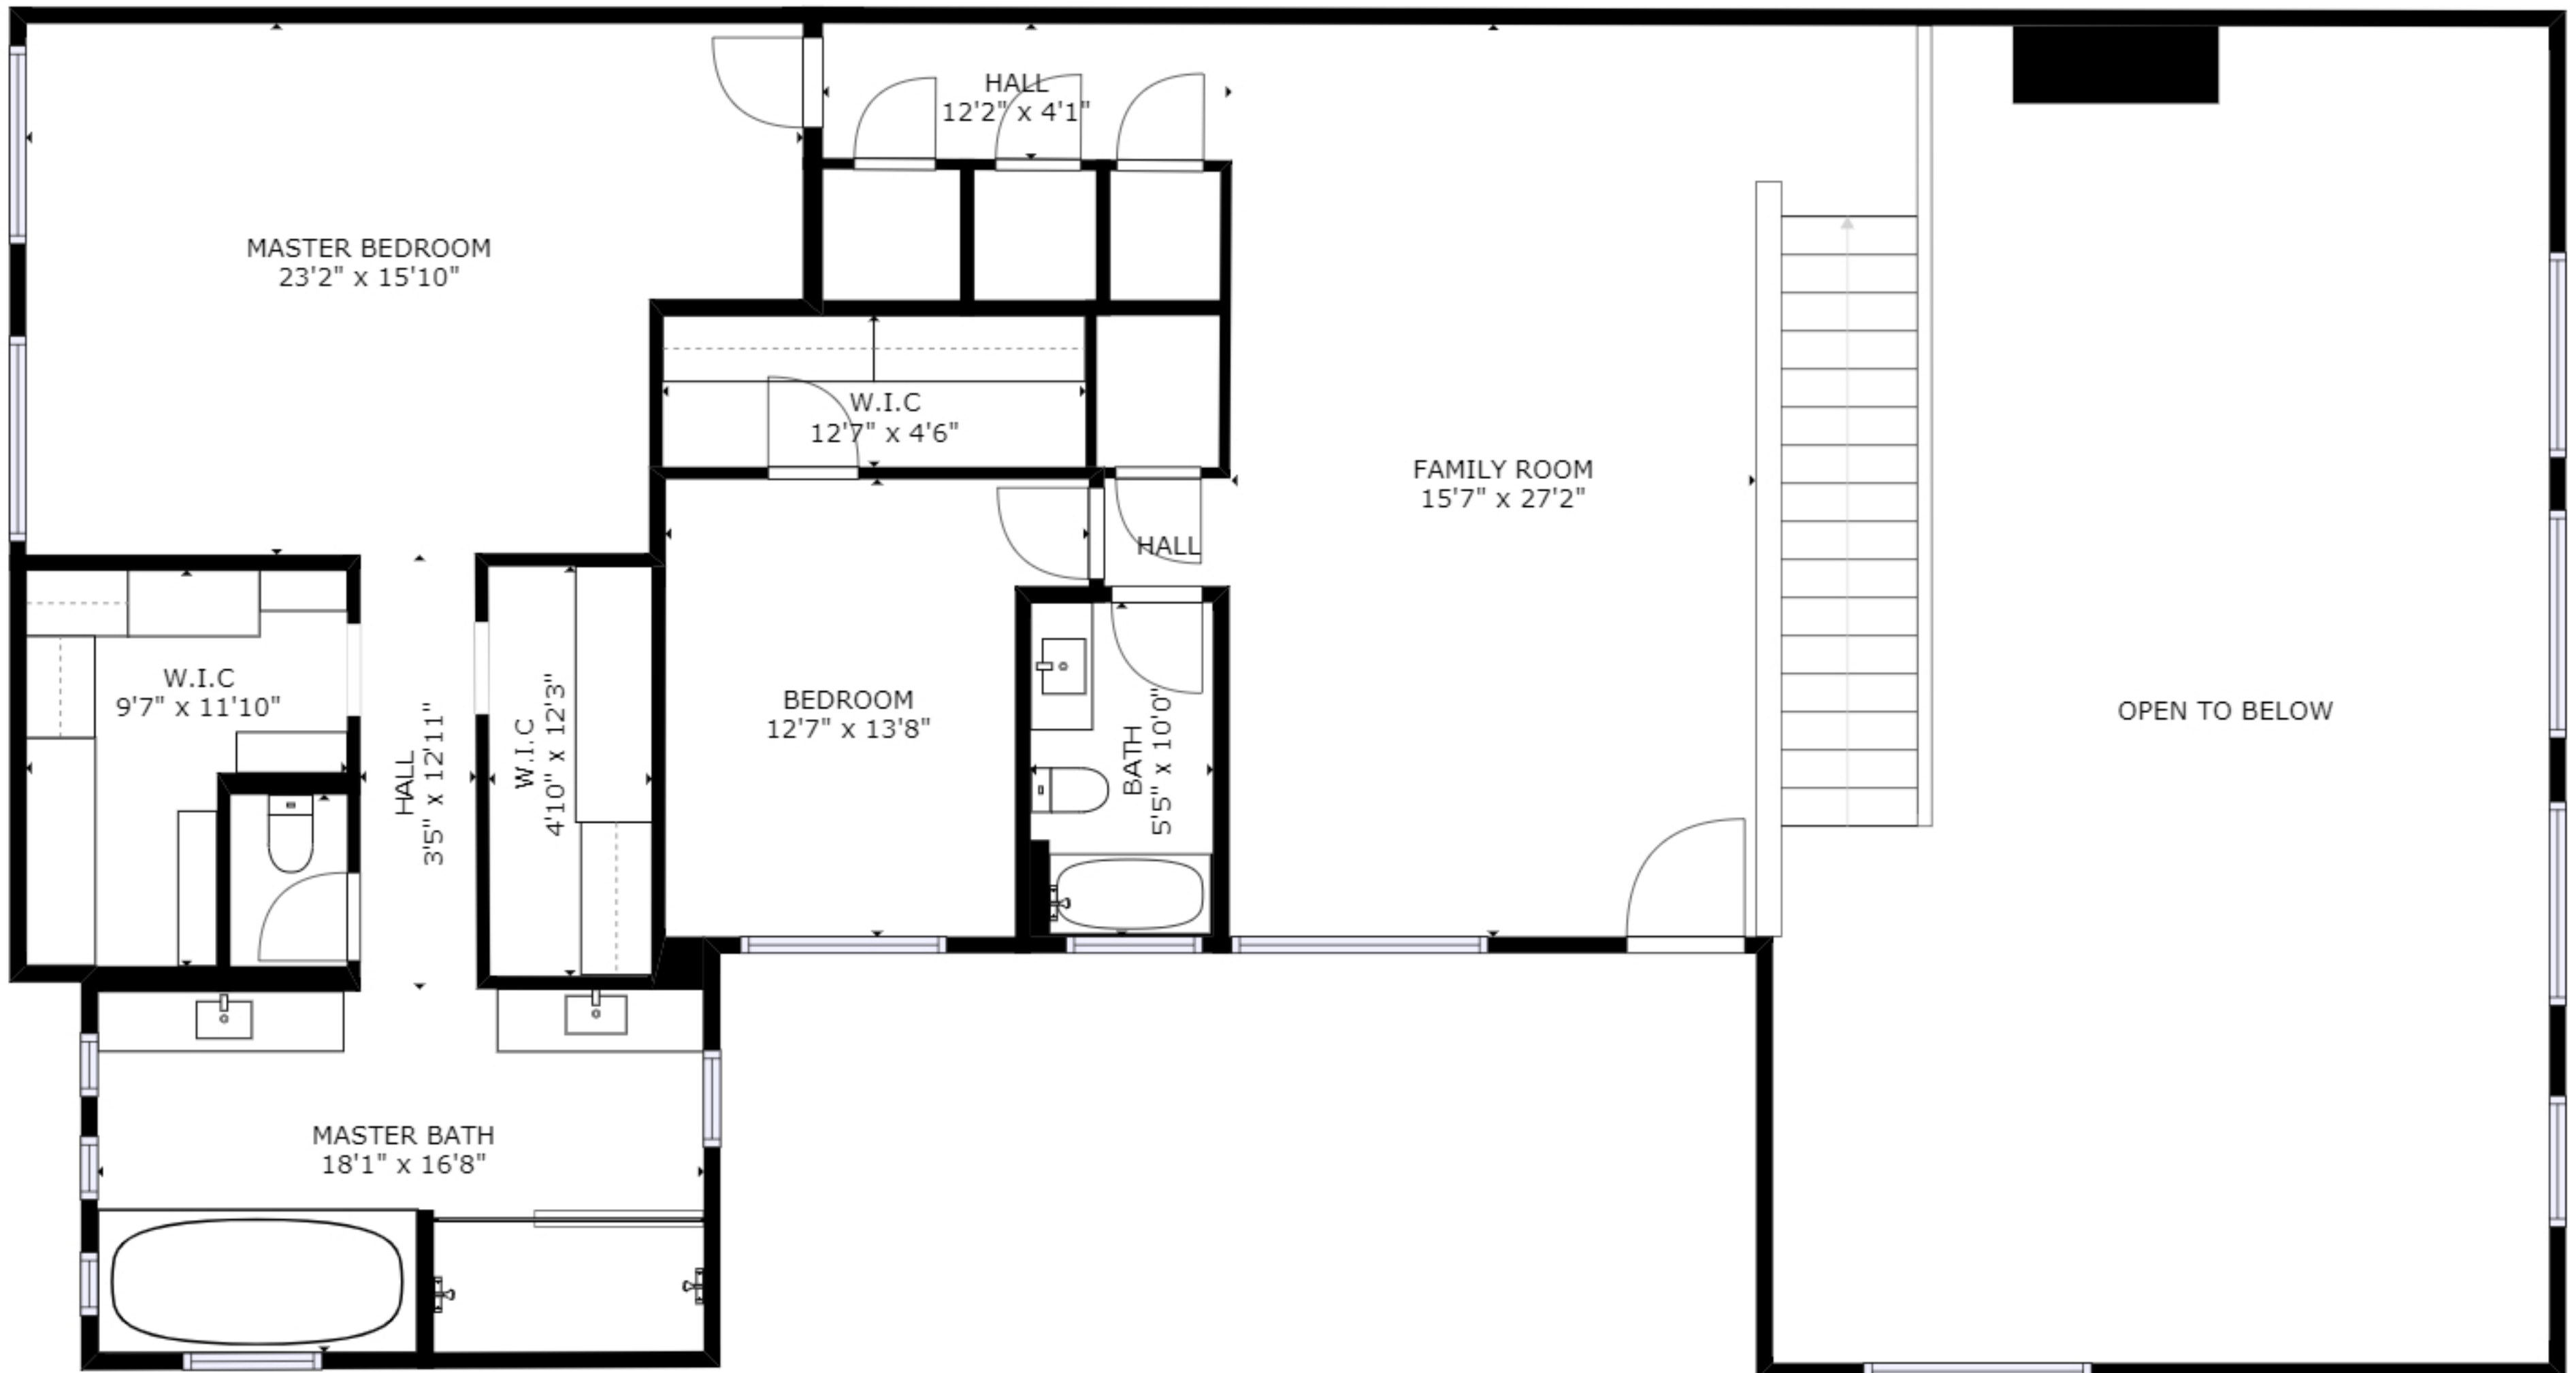 HALL
12'2" x 4'1"
MASTER BEDROOM
23'2" x 15'10"
W.I.C
12'7" x 4'6"
FAMILY ROOM
15'7" x 27'2"
HALL
W.I.C
9'7" x 11'10"
HALL
3'5" x 12'11"
W.I.C
4'10" x 12'3"
BEDROOM
12'7" x 13'8"
BATH
5'5" x 10'0"
OPEN TO BELOW
MASTER BATH
18'1" x 16'8"